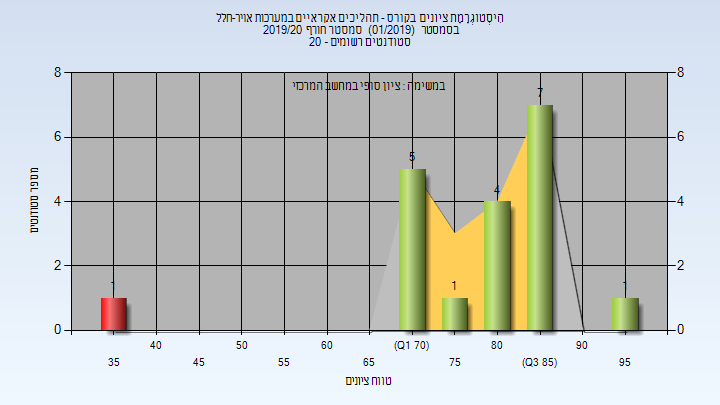 היסטוגרמת ציונים בקורס - תהליכים אקראיים במערכות אויר-חלל
בסמסטר (01/2019) סמסטר חורף 2019/20
סטודנטים רשומים - 20
במשימה : ציון סופי במחשב המרכזי
8 8
7
6 6
5
4 4
4
2 2
1 1 1
0 0
40 50 60 (Q1 70) 80 90
35 45 55 65 75 (Q3 85) 95
מספר סטודנטים
טווח ציונים